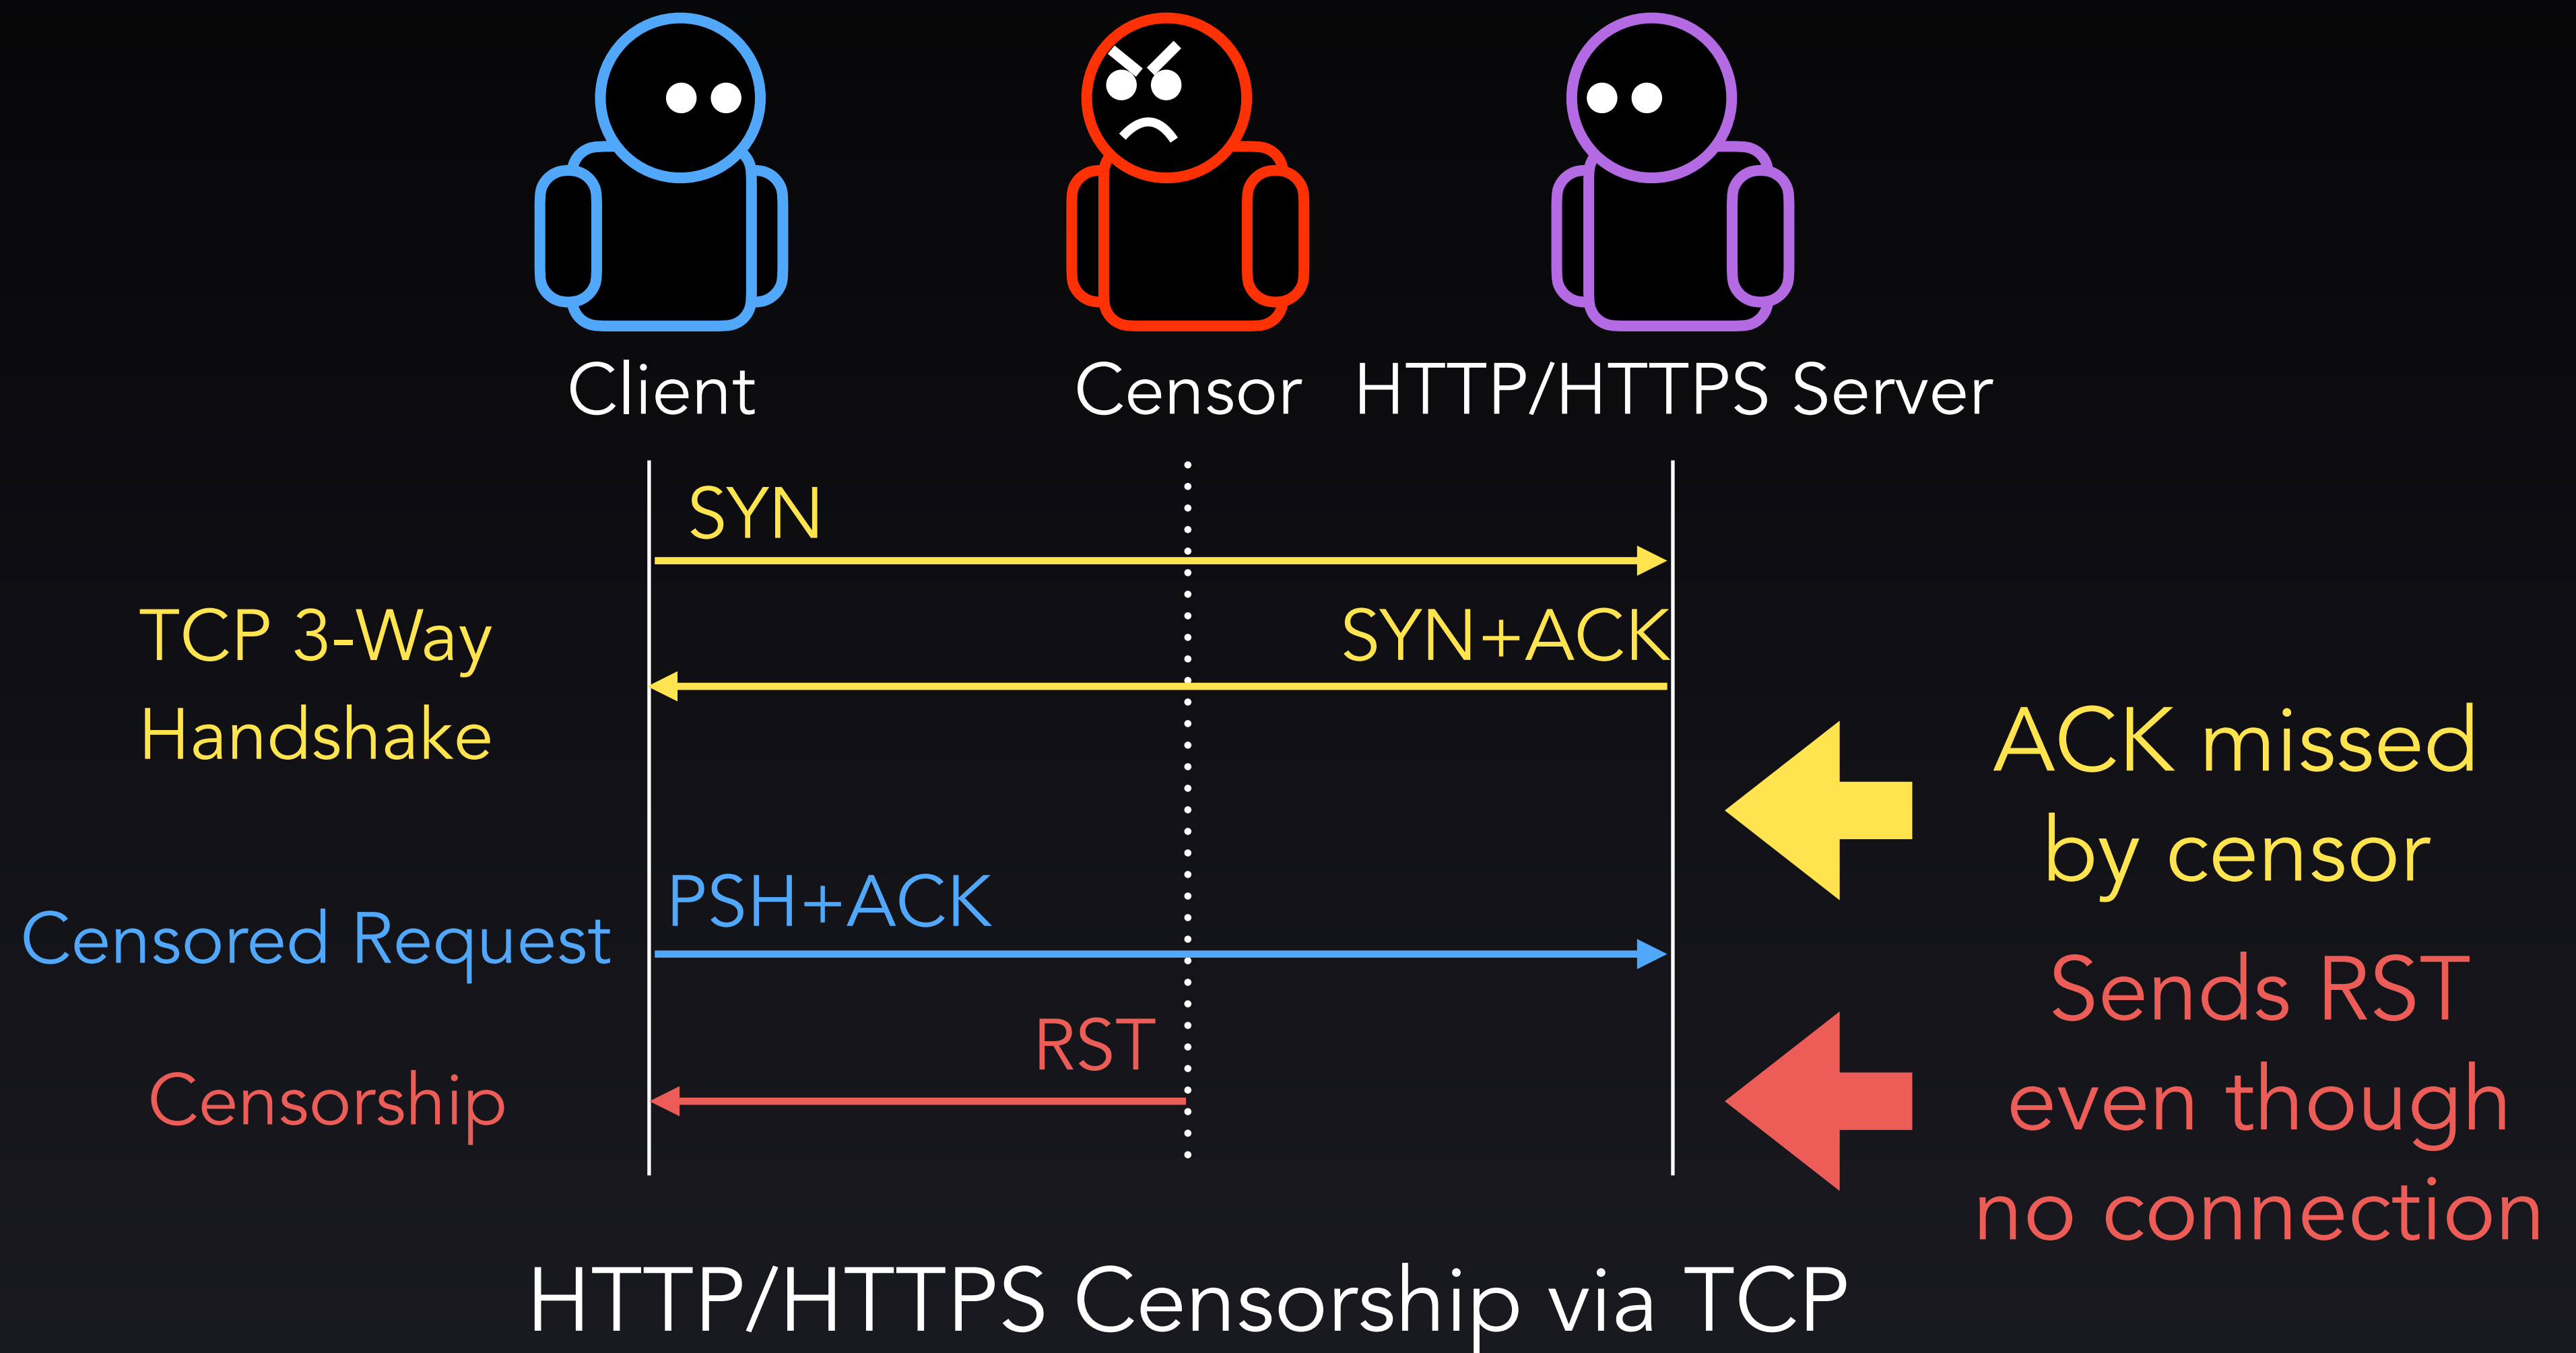 Client
Censor
HTTP/HTTPS Server
SYN
SYN+ACK
TCP 3-Way
Handshake
ACK missed
by censor
PSH+ACK
Censored Request
Sends RST
even though
no connection
RST
Censorship
HTTP/HTTPS Censorship via TCP